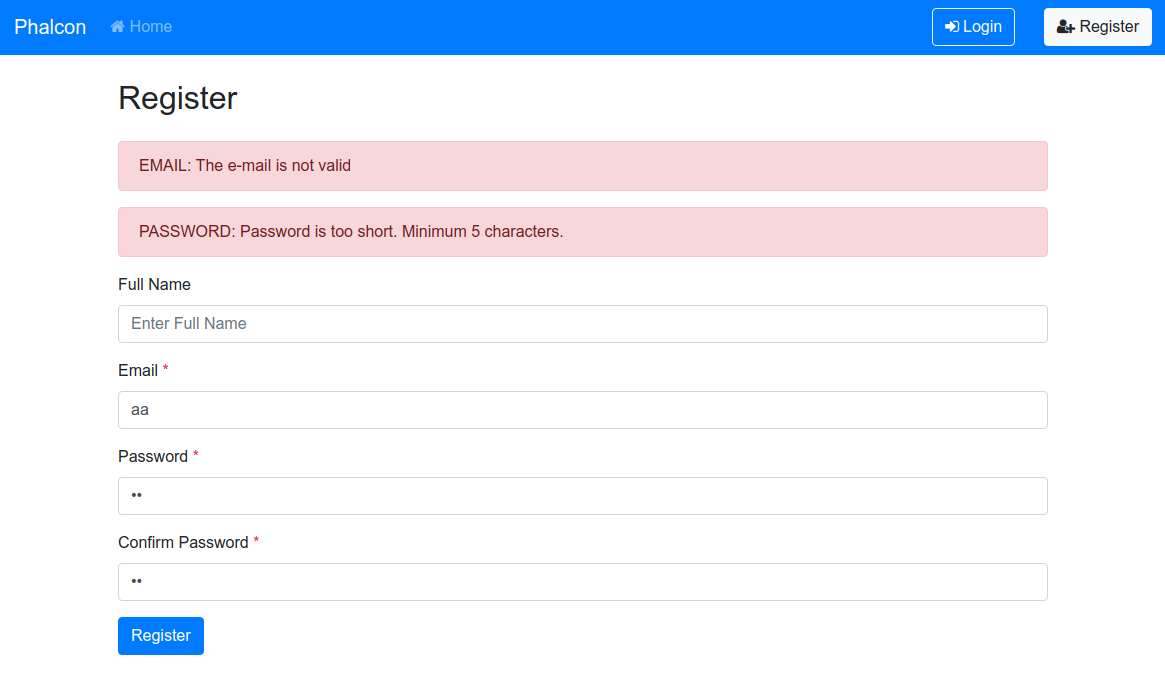 Phalcon Home Login Register
Register
EMAIL: The e-mail is not valid
PASSWORD: Password is too short. Minimum 5 characters.
Full Name
Enter Full Name
Email *
aa
Password *
••
Confirm Password *
••
Register